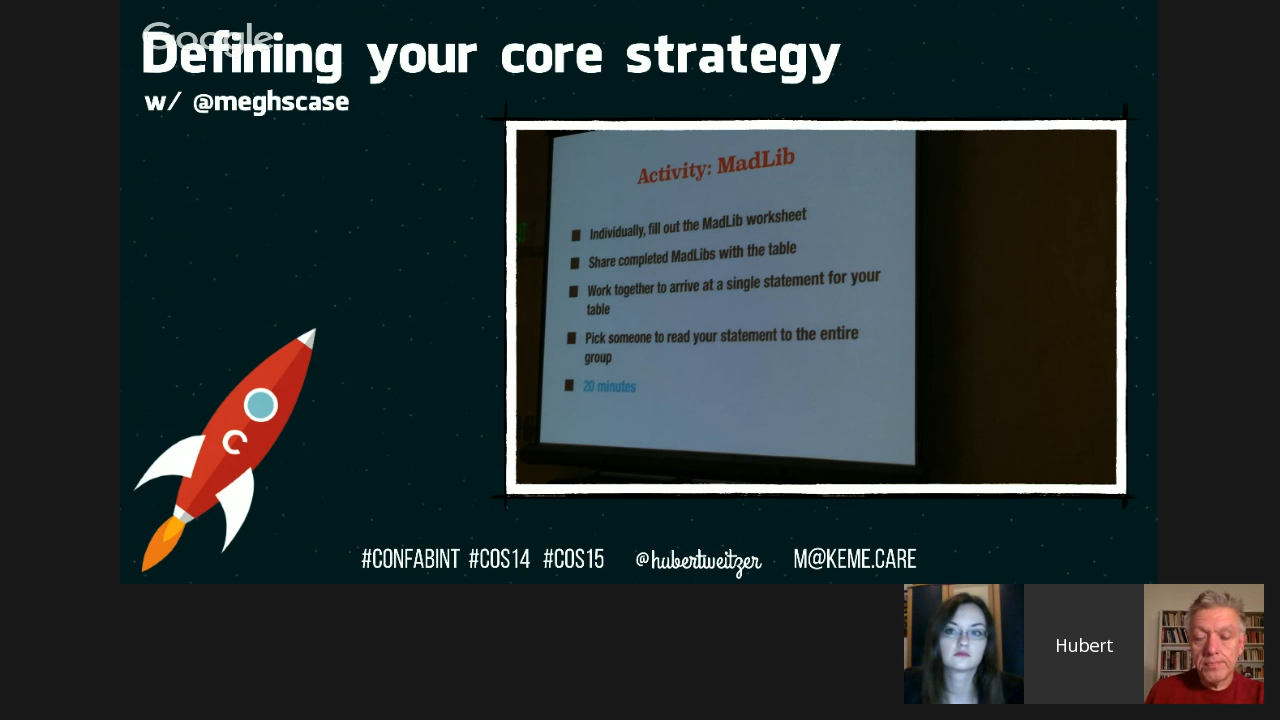 Google
Defining your core strategy
w/ @meghscase
Activity: MadLib
Individually, fill out the MadLib worksheet
Share completed MadLibs with the table
Work together to arrive at a single statement for your
table
Pick someone to read your statement to the entire
group
20 minutes
C
#CONFABINT #COS14 #COS15 @hubertweitzer M@KEME.CARE
Hubert